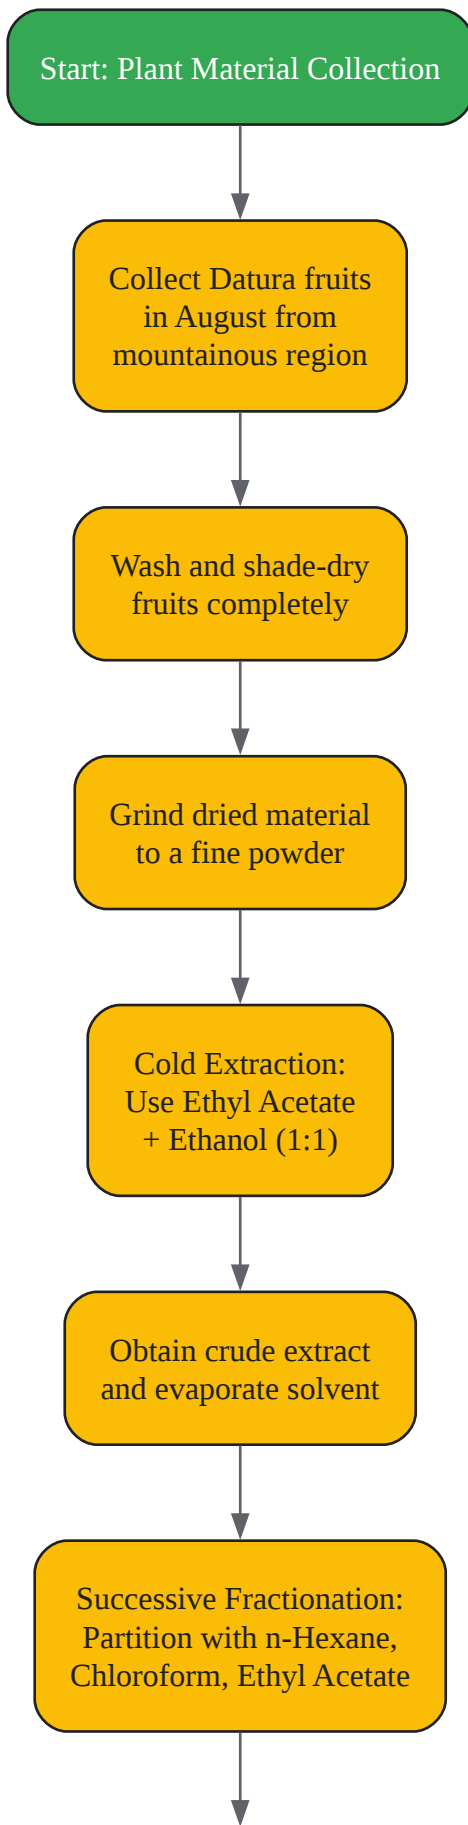 Start: Plant Material Collection
Collect Datura fruits
in August from
mountainous region
Wash and shade-dry
fruits completely
Grind dried material
to a fine powder
Cold Extraction:
Use Ethyl Acetate
+ Ethanol (1:1)
Obtain crude extract
and evaporate solvent
Successive Fractionation:
Partition with n-Hexane,
Chloroform, Ethyl Acetate